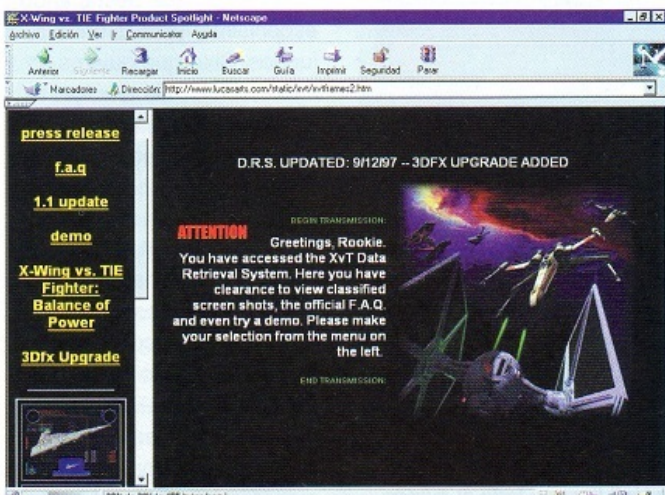 X-Wing vs. TIE Fighter Product Spotlight - Netscape
Archivo Edición Ver Ir Communicator Ayuda
Anterior Siguiente Recargar Inicio Buscar Guía Imprimir Seguridad Parar
Marcadores Dirección: http://www.lucasarts.com/static/xvt/xvtframes2.htm
press release
f.a.q
1.1 update
demo
X-Wing vs. TIE
Fighter:
Balance of
Power
3Dfx Upgrade
D.R.S. UPDATED: 9/12/97 -- 3DFX UPGRADE ADDED
BEGIN TRANSMISSION:
ATTENTION
Greetings, Rookie.
You have accessed the XvT Data
Retrieval System. Here you have
clearance to view classified
screen shots, the official F.A.Q.
and even try a demo. Please make
your selection from the menu on
the left.
END TRANSMISSION: